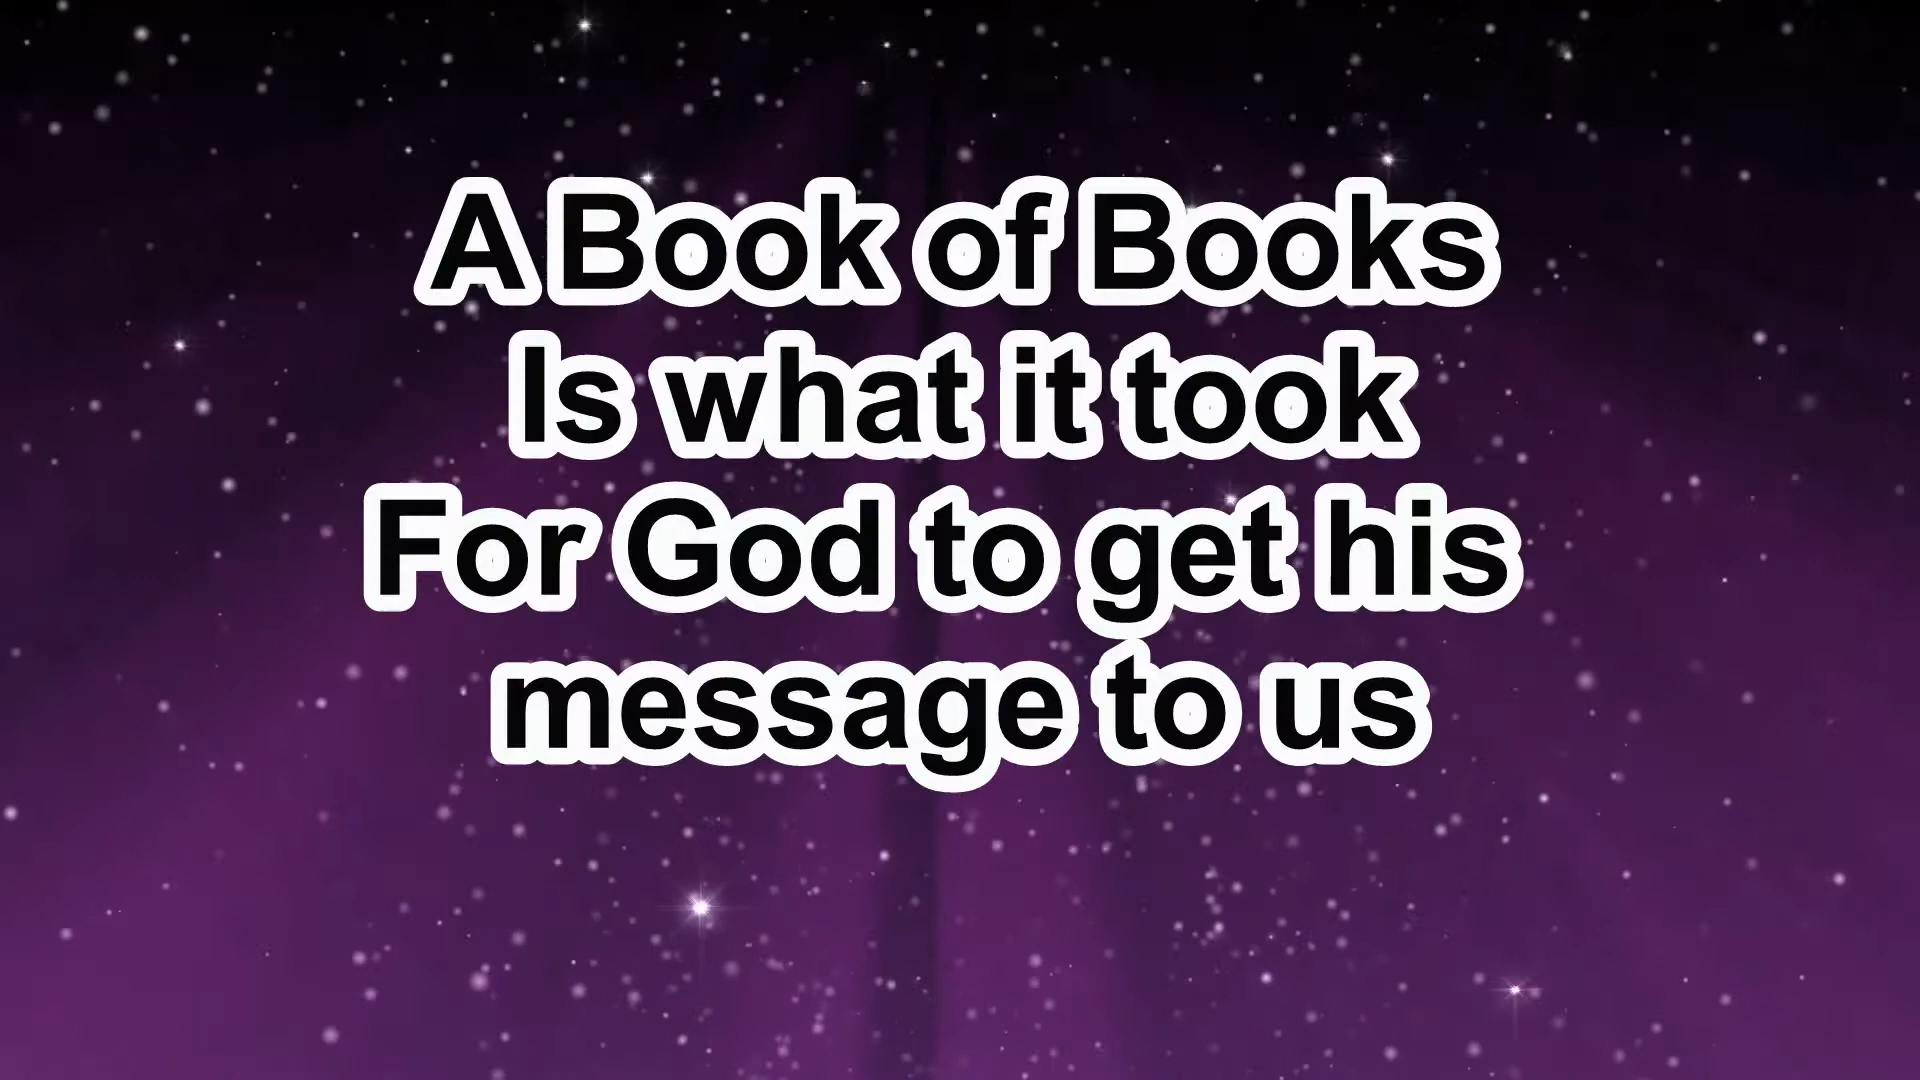 A Book of Books
Is what it took
For God to get his
message to us